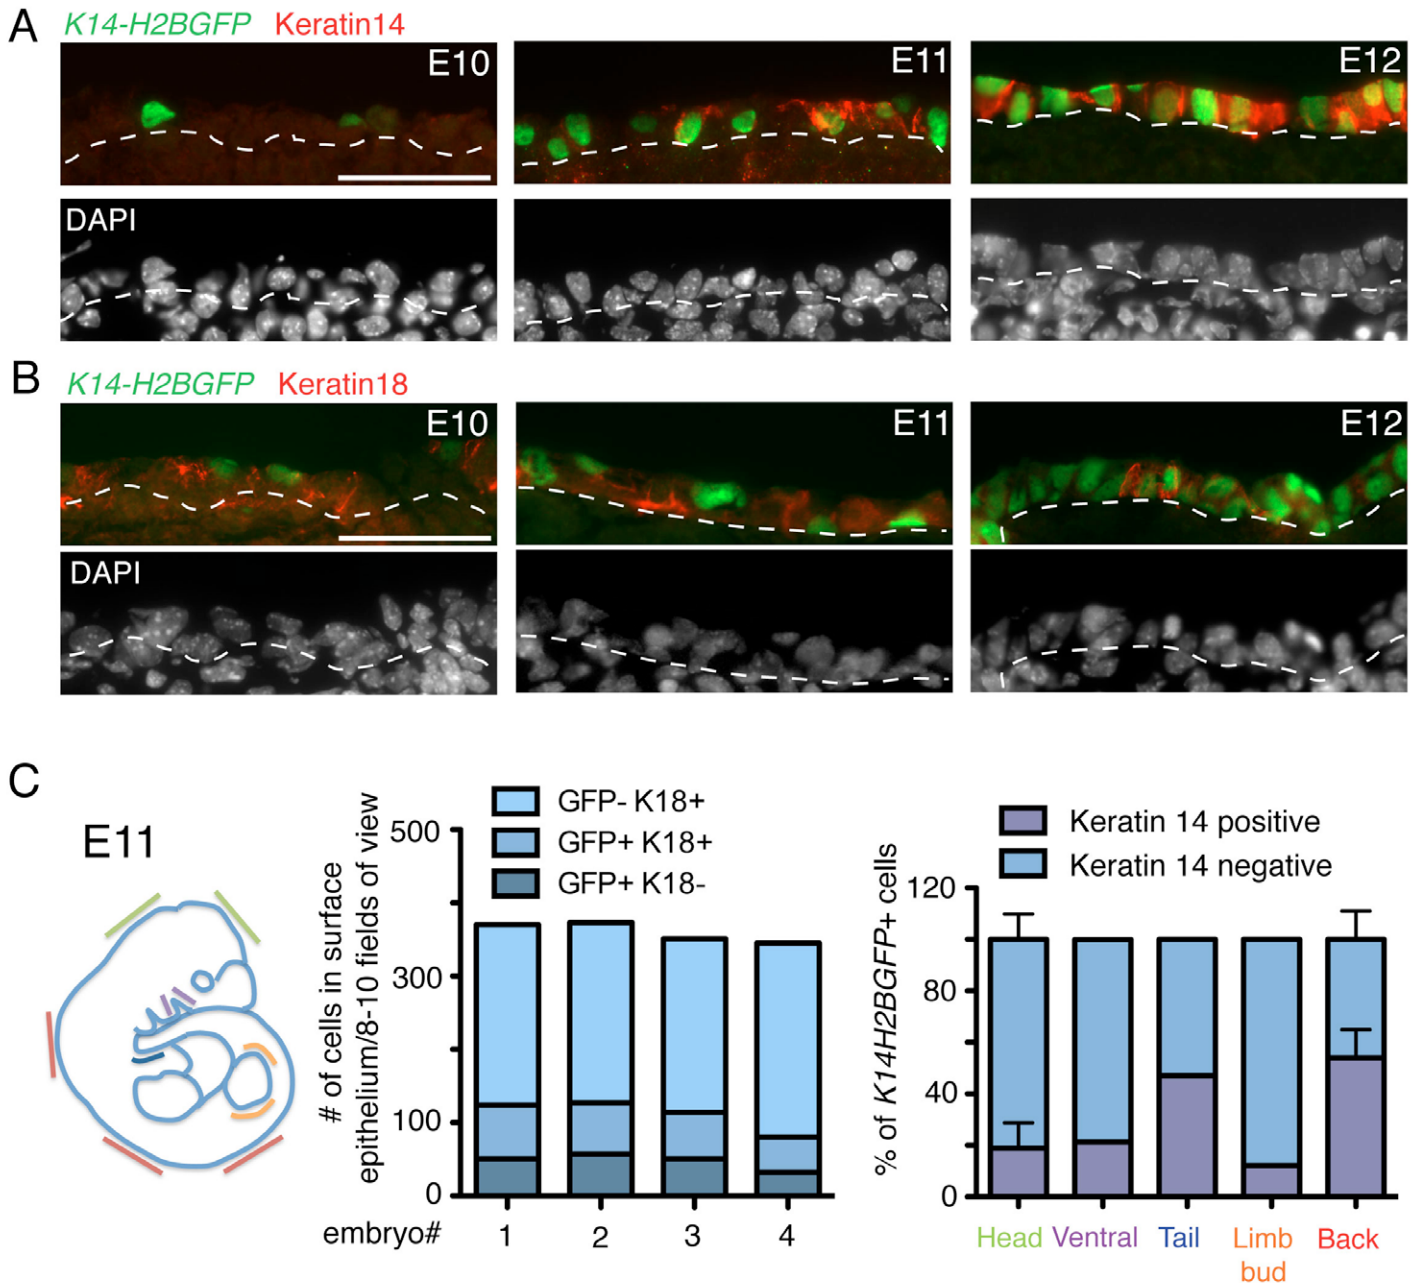 A
K14-H2BGFP Keratin14
E10
E11
E12
DAPI
B
K14-H2BGFP Keratin18
E10
E11
E12
DAPI
C
E11
# of cells in surface
epithelium/8-10 fields of view
GFP- K18+
GFP+ K18+
GFP+ K18-
500
300
100
0
embryo# 1 2 3 4
% of K14H2BGFP+ cells
Keratin 14 positive
Keratin 14 negative
120
80
40
0
Head Ventral Tail Limb bud Back